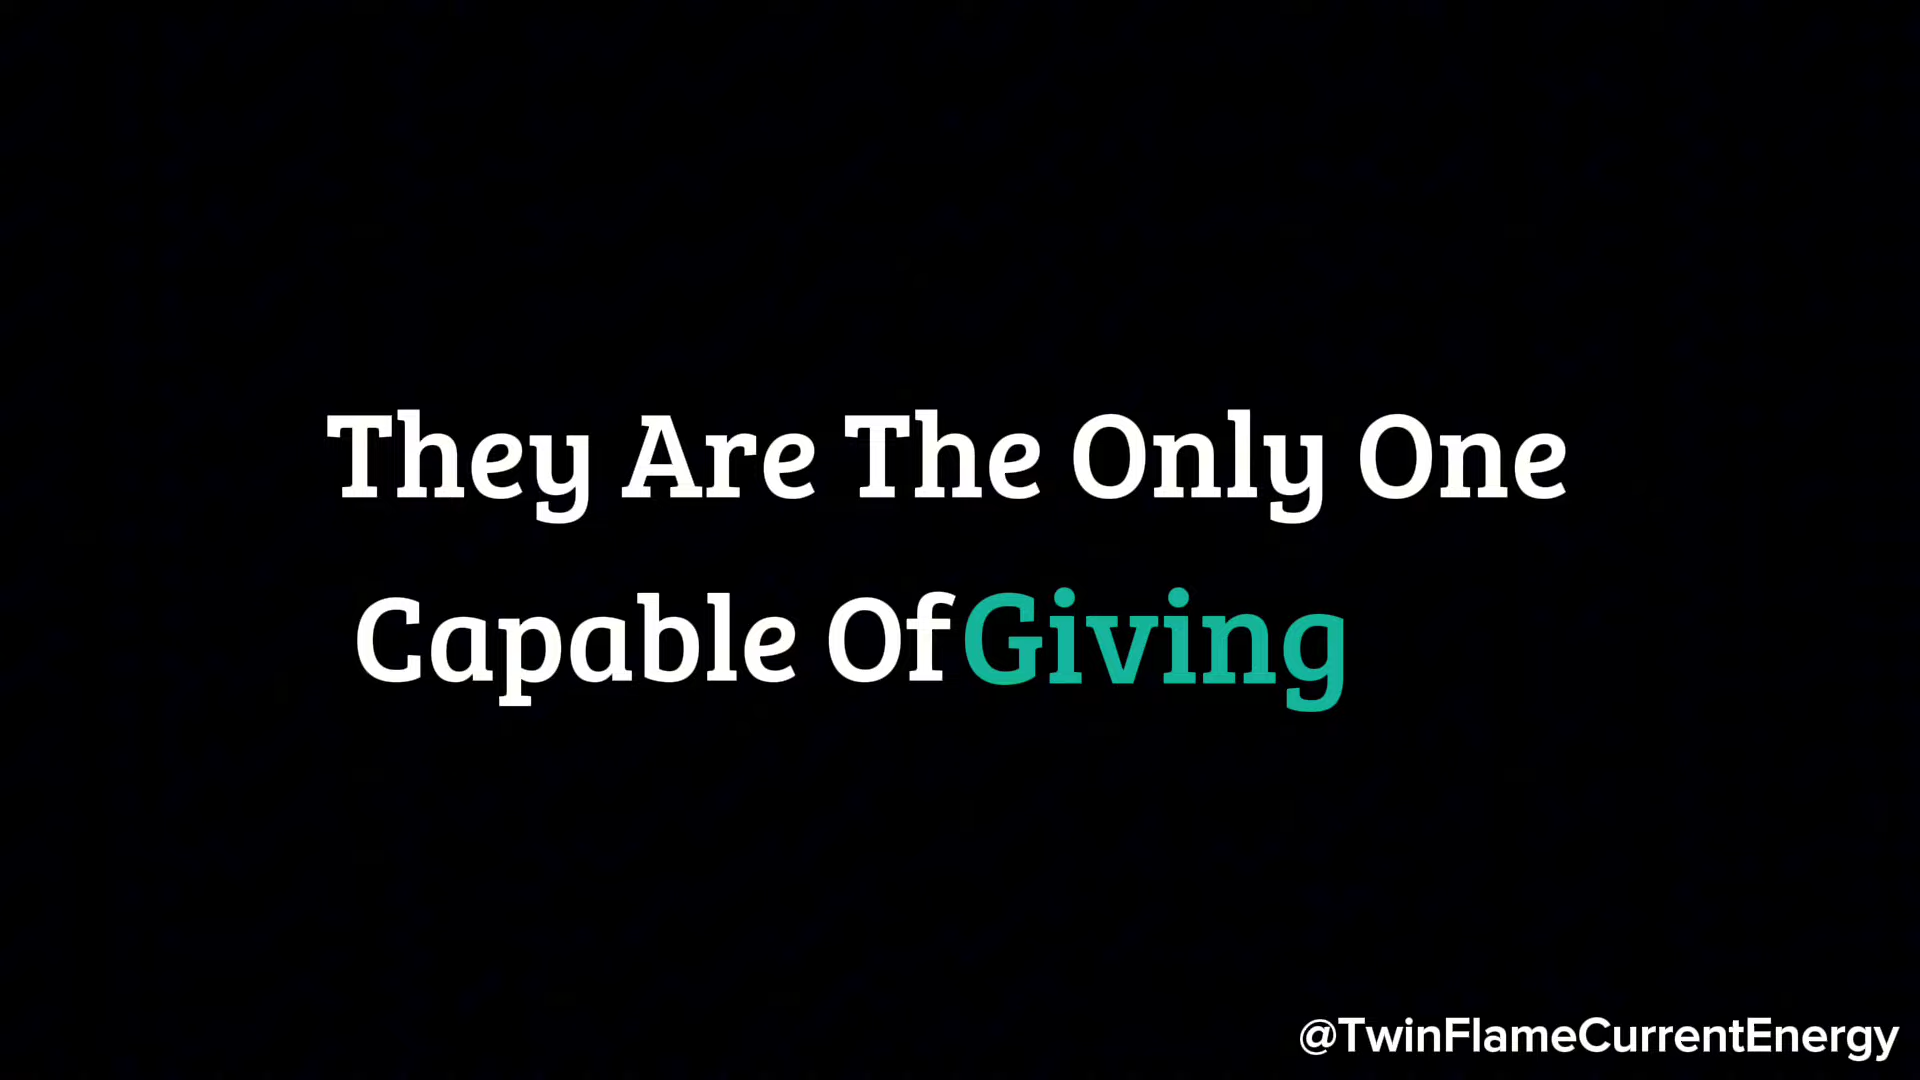 They Are The Only One
Capable Of Giving
@TwinFlameCurrentEnergy